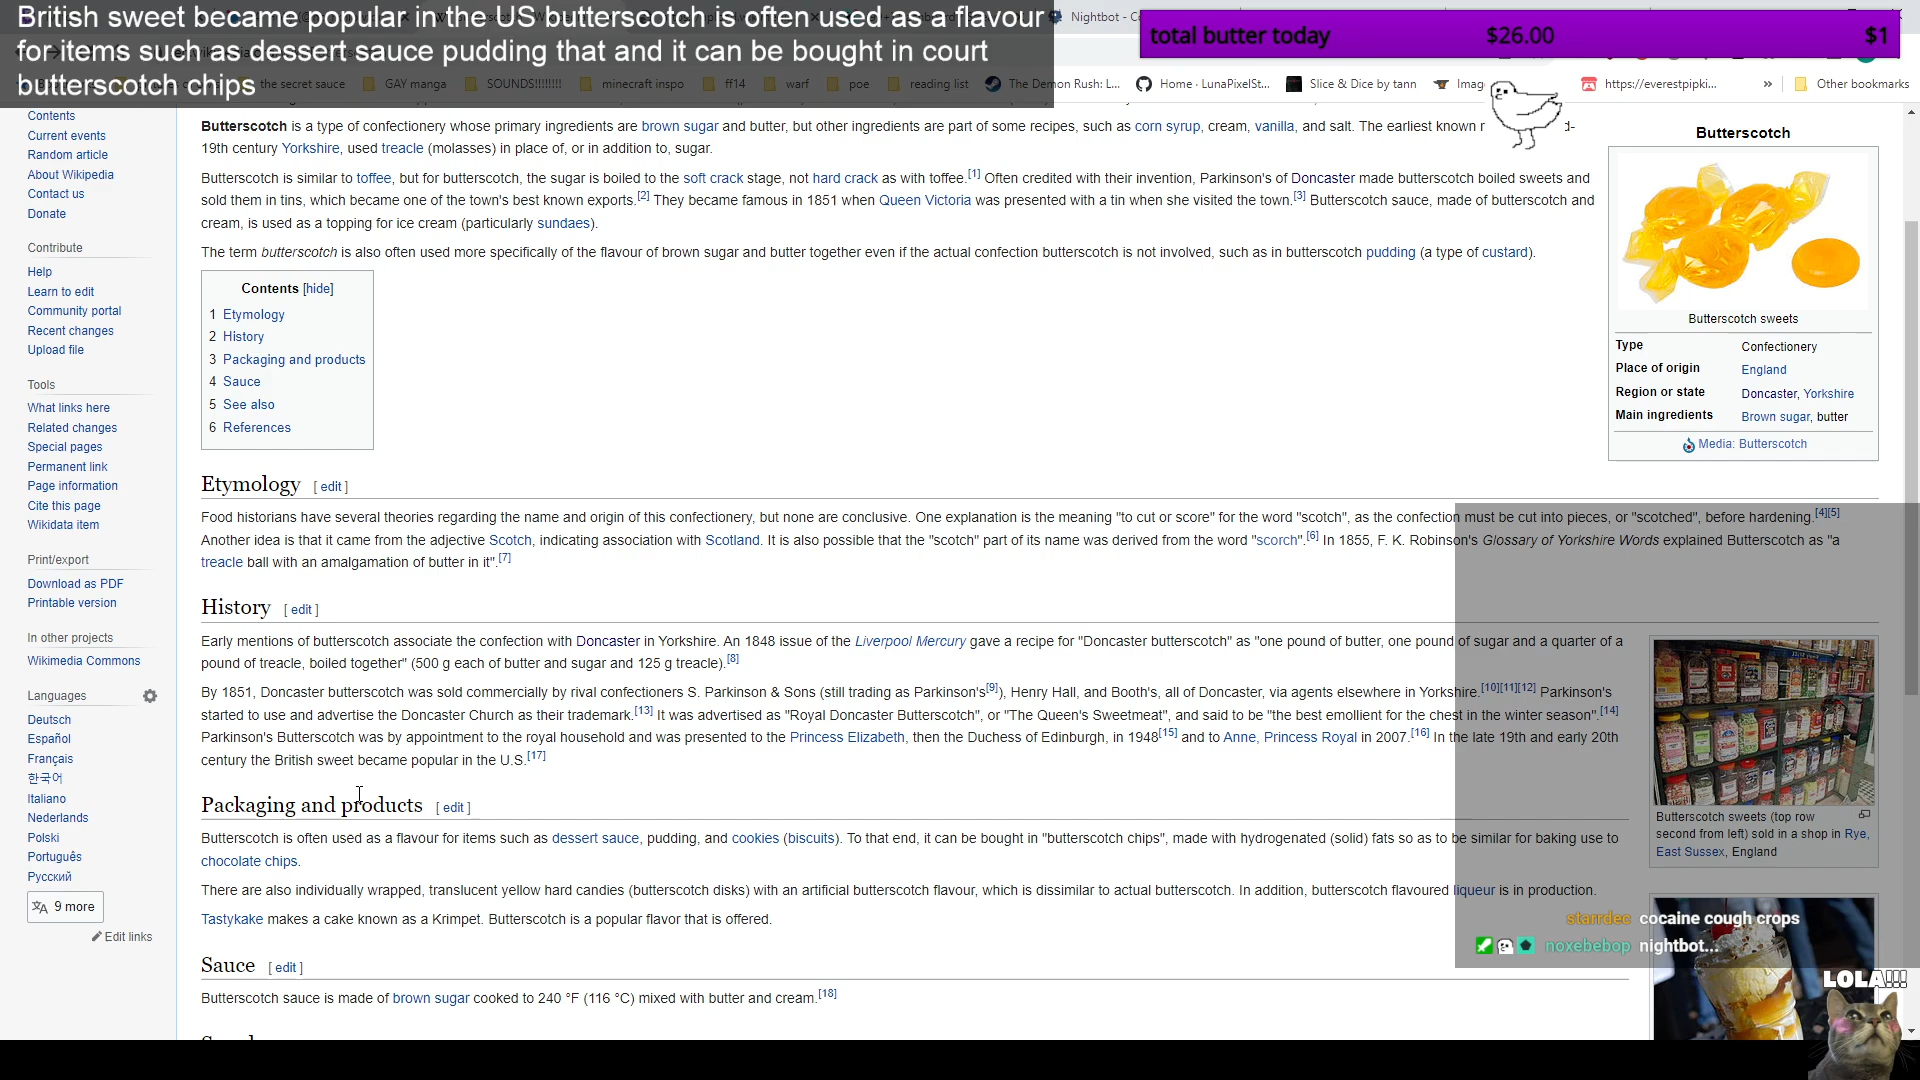 British sweet became popular in the US butterscotch is often used as a flavour
for items such as dessert sauce pudding that and it can be bought in court
butterscotch chips
Nightbot - C
total butter today $26.00 $1
the secret sauce
GAY manga
SOUNDS!!!!!!!!
minecraft inspo
ff14
warf
poe
reading list
The Demon Rush: L...
Home · LunaPixelSt...
Slice & Dice by tann
Imag
https://everestpipki...
»
Other bookmarks
Contents
Current events
Random article
About Wikipedia
Contact us
Donate
Contribute
Help
Learn to edit
Community portal
Recent changes
Upload file
Tools
What links here
Related changes
Special pages
Permanent link
Page information
Cite this page
Wikidata item
Print/export
Download as PDF
Printable version
In other projects
Wikimedia Commons
Languages
Deutsch
Español
Français
한국어
Italiano
Nederlands
Polski
Português
Русский
9 more
Edit links
Butterscotch is a type of confectionery whose primary ingredients are brown sugar and butter, but other ingredients are part of some recipes, such as corn syrup, cream, vanilla, and salt. The earliest known r d-
19th century Yorkshire, used treacle (molasses) in place of, or in addition to, sugar.
Butterscotch is similar to toffee, but for butterscotch, the sugar is boiled to the soft crack stage, not hard crack as with toffee.[1] Often credited with their invention, Parkinson's of Doncaster made butterscotch boiled sweets and
sold them in tins, which became one of the town's best known exports.[2] They became famous in 1851 when Queen Victoria was presented with a tin when she visited the town.[3] Butterscotch sauce, made of butterscotch and
cream, is used as a topping for ice cream (particularly sundaes).
The term butterscotch is also often used more specifically of the flavour of brown sugar and butter together even if the actual confection butterscotch is not involved, such as in butterscotch pudding (a type of custard).
Contents [hide]
1 Etymology
2 History
3 Packaging and products
4 Sauce
5 See also
6 References
Butterscotch
Butterscotch sweets
Type Confectionery
Place of origin England
Region or state Doncaster, Yorkshire
Main ingredients Brown sugar, butter
Media: Butterscotch
Etymology [ edit ]
Food historians have several theories regarding the name and origin of this confectionery, but none are conclusive. One explanation is the meaning "to cut or score" for the word "scotch", as the confection must be cut into pieces, or "scotched", before hardening.[4][5]
Another idea is that it came from the adjective Scotch, indicating association with Scotland. It is also possible that the "scotch" part of its name was derived from the word "scorch".[6] In 1855, F. K. Robinson's Glossary of Yorkshire Words explained Butterscotch as "a
treacle ball with an amalgamation of butter in it".[7]
History [ edit ]
Early mentions of butterscotch associate the confection with Doncaster in Yorkshire. An 1848 issue of the Liverpool Mercury gave a recipe for "Doncaster butterscotch" as "one pound of butter, one pound of sugar and a quarter of a
pound of treacle, boiled together" (500 g each of butter and sugar and 125 g treacle).[8]
By 1851, Doncaster butterscotch was sold commercially by rival confectioners S. Parkinson & Sons (still trading as Parkinson's[9]), Henry Hall, and Booth's, all of Doncaster, via agents elsewhere in Yorkshire.[10][11][12] Parkinson's
started to use and advertise the Doncaster Church as their trademark.[13] It was advertised as "Royal Doncaster Butterscotch", or "The Queen's Sweetmeat", and said to be "the best emollient for the chest in the winter season".[14]
Parkinson's Butterscotch was by appointment to the royal household and was presented to the Princess Elizabeth, then the Duchess of Edinburgh, in 1948[15] and to Anne, Princess Royal in 2007.[16] In the late 19th and early 20th
century the British sweet became popular in the U.S.[17]
Butterscotch sweets (top row
second from left) sold in a shop in Rye,
East Sussex, England
Packaging and products [ edit ]
Butterscotch is often used as a flavour for items such as dessert sauce, pudding, and cookies (biscuits). To that end, it can be bought in "butterscotch chips", made with hydrogenated (solid) fats so as to be similar for baking use to
chocolate chips.
There are also individually wrapped, translucent yellow hard candies (butterscotch disks) with an artificial butterscotch flavour, which is dissimilar to actual butterscotch. In addition, butterscotch flavoured liqueur is in production.
Tastykake makes a cake known as a Krimpet. Butterscotch is a popular flavor that is offered.
Sauce [ edit ]
Butterscotch sauce is made of brown sugar cooked to 240 °F (116 °C) mixed with butter and cream.[18]
starrdec cocaine cough crops
noxebebop nightbot...
LOLA!!!